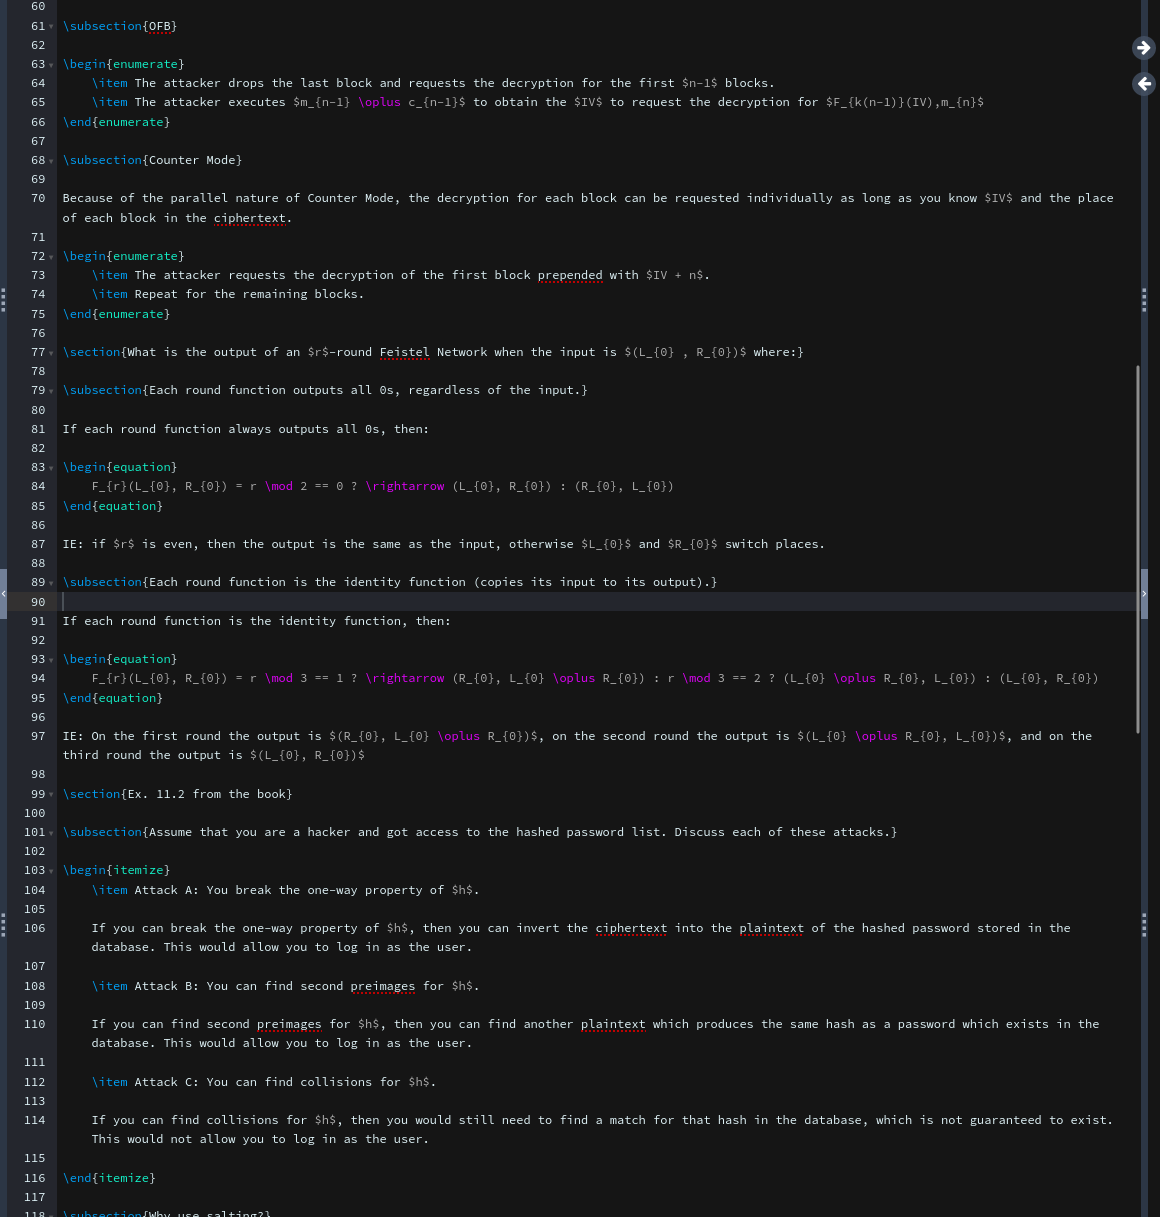 60
61 \subsection{OFB}
62
63 \begin{enumerate}
64 \item The attacker drops the last block and requests the decryption for the first $n-1$ blocks.
65 \item The attacker executes $m_{n-1} \oplus c_{n-1}$ to obtain the $IV$ to request the decryption for $F_{k(n-1)}(IV),m_{n}$
66 \end{enumerate}
67
68 \subsection{Counter Mode}
69
70 Because of the parallel nature of Counter Mode, the decryption for each block can be requested individually as long as you know $IV$ and the place
of each block in the ciphertext.
71
72 \begin{enumerate}
73 \item The attacker requests the decryption of the first block prepended with $IV + n$.
74 \item Repeat for the remaining blocks.
75 \end{enumerate}
76
77 \section{What is the output of an $r$-round Feistel Network when the input is $(L_{0} , R_{0})$ where:}
78
79 \subsection{Each round function outputs all 0s, regardless of the input.}
80
81 If each round function always outputs all 0s, then:
82
83 \begin{equation}
84 F_{r}(L_{0}, R_{0}) = r \mod 2 == 0 ? \rightarrow (L_{0}, R_{0}) : (R_{0}, L_{0})
85 \end{equation}
86
87 IE: if $r$ is even, then the output is the same as the input, otherwise $L_{0}$ and $R_{0}$ switch places.
88
89 \subsection{Each round function is the identity function (copies its input to its output).}
90
91 If each round function is the identity function, then:
92
93 \begin{equation}
94 F_{r}(L_{0}, R_{0}) = r \mod 3 == 1 ? \rightarrow (R_{0}, L_{0} \oplus R_{0}) : r \mod 3 == 2 ? (L_{0} \oplus R_{0}, L_{0}) : (L_{0}, R_{0})
95 \end{equation}
96
97 IE: On the first round the output is $(R_{0}, L_{0} \oplus R_{0})$, on the second round the output is $(L_{0} \oplus R_{0}, L_{0})$, and on the
third round the output is $(L_{0}, R_{0})$
98
99 \section{Ex. 11.2 from the book}
100
101 \subsection{Assume that you are a hacker and got access to the hashed password list. Discuss each of these attacks.}
102
103 \begin{itemize}
104 \item Attack A: You break the one-way property of $h$.
105
106 If you can break the one-way property of $h$, then you can invert the ciphertext into the plaintext of the hashed password stored in the
database. This would allow you to log in as the user.
107
108 \item Attack B: You can find second preimages for $h$.
109
110 If you can find second preimages for $h$, then you can find another plaintext which produces the same hash as a password which exists in the
database. This would allow you to log in as the user.
111
112 \item Attack C: You can find collisions for $h$.
113
114 If you can find collisions for $h$, then you would still need to find a match for that hash in the database, which is not guaranteed to exist.
This would not allow you to log in as the user.
115
116 \end{itemize}
117
118 \subsection{Why use salting?}